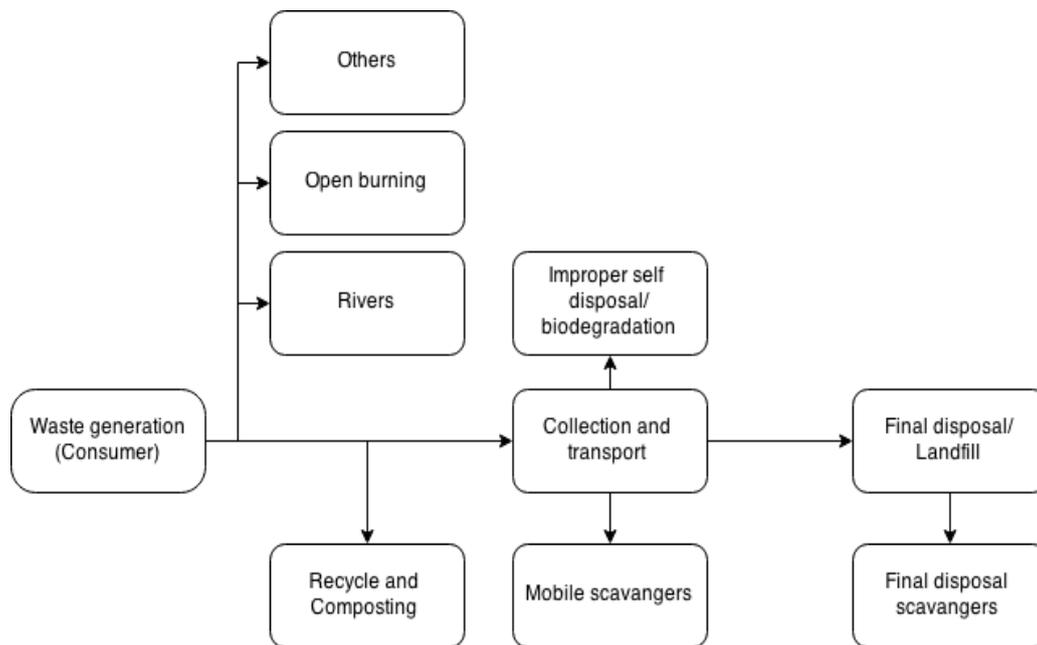 Others
Open burning
Rivers
Improper self
disposal/
biodegradation
Waste generation
(Consumer)
Collection and
transport
Final disposal/
Landfill
Recycle and
Composting
Mobile scavangers
Final disposal
scavangers